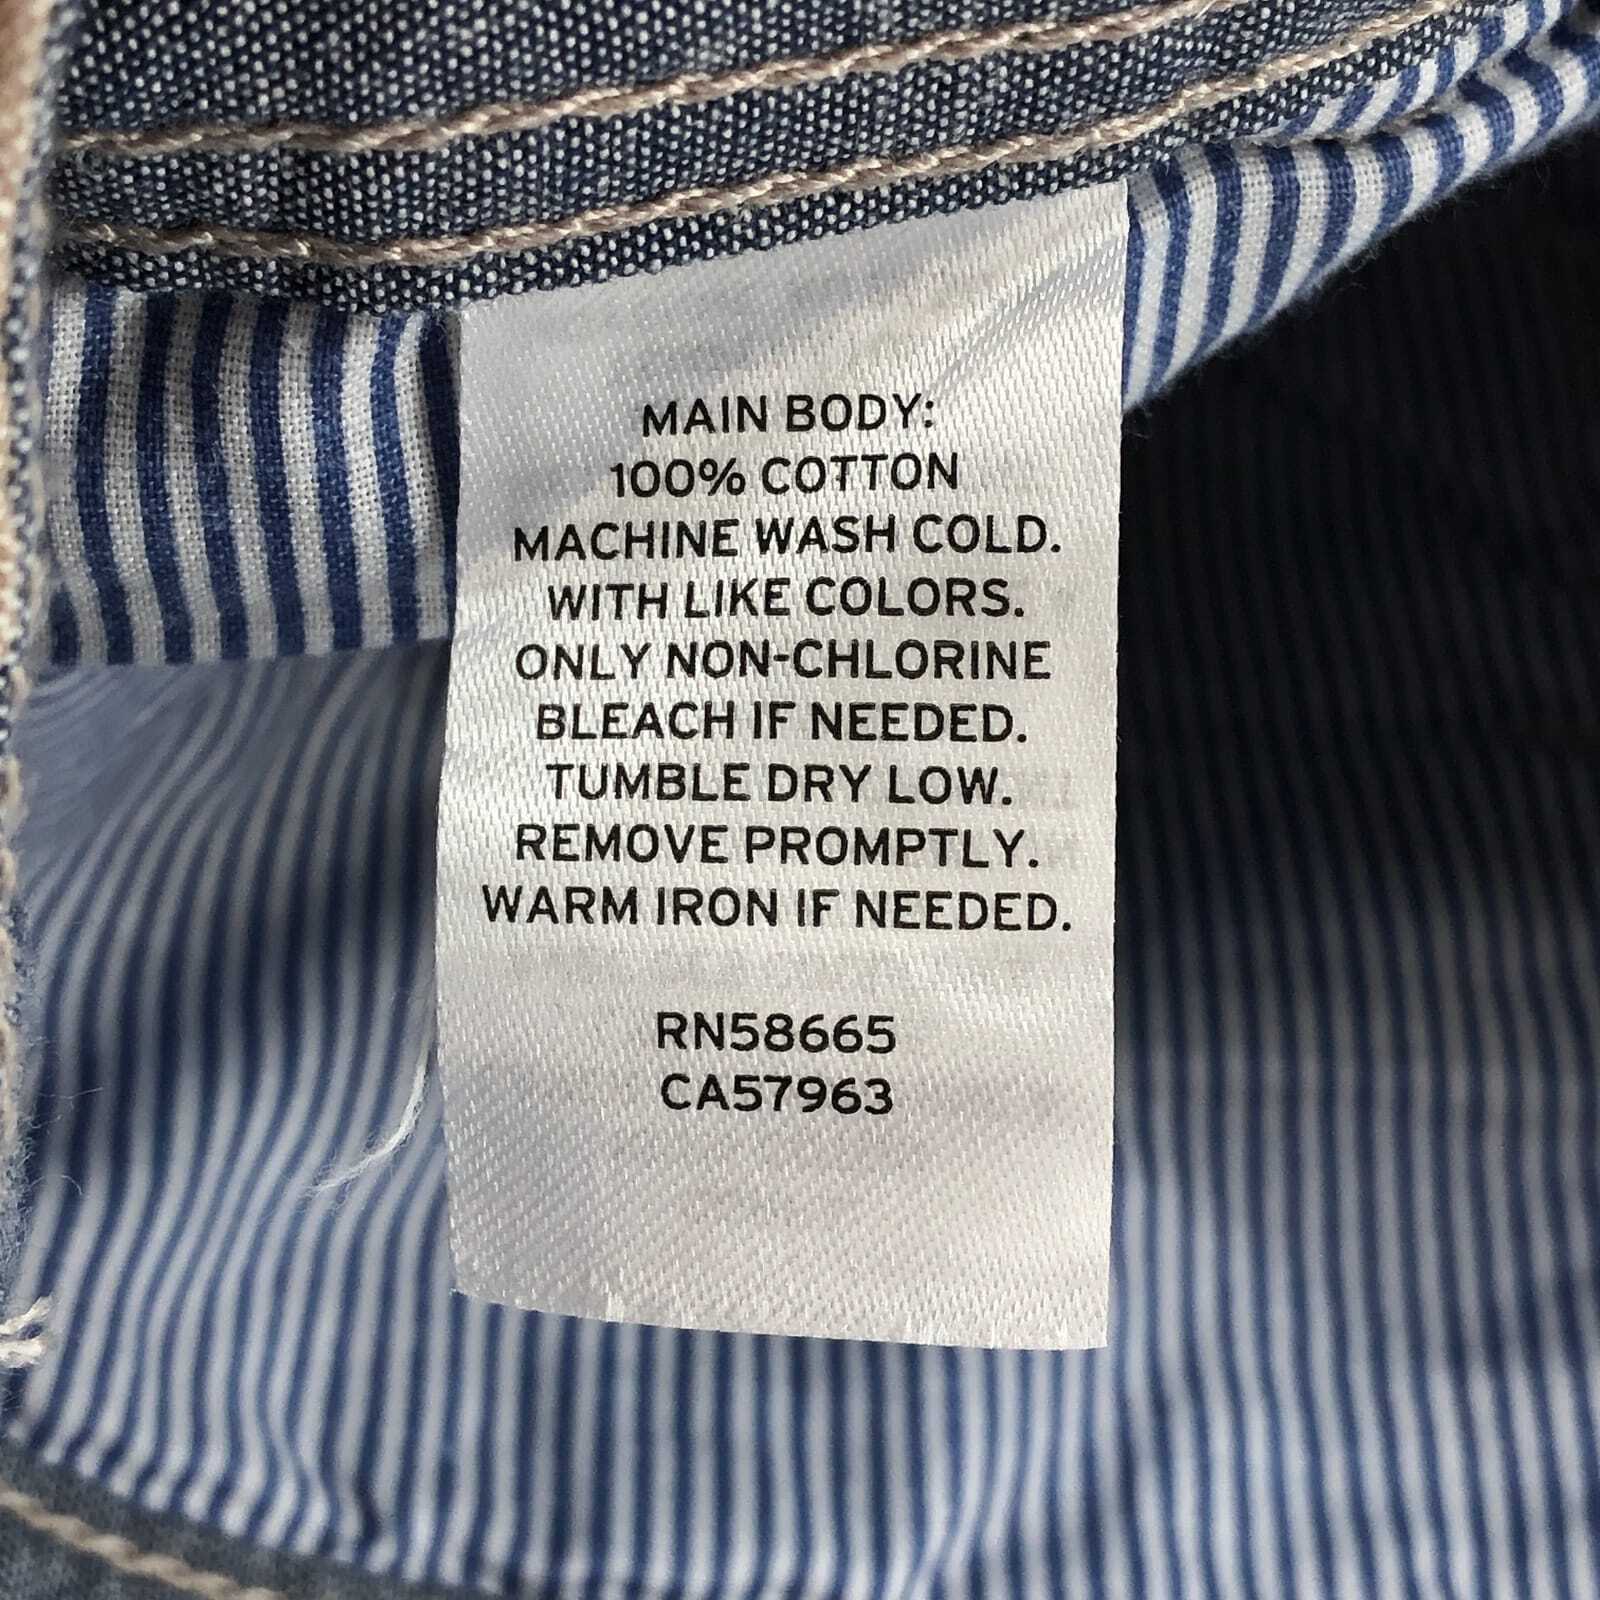 MAIN BODY:
100% COTTON
MACHINE WASH COLD.
WITH LIKE COLORS.
ONLY NON-CHLORINE
BLEACH IF NEEDED.
TUMBLE DRY LOW.
REMOVE PROMPTLY.
WARM IRON IF NEEDED.
RN58665
CA57963